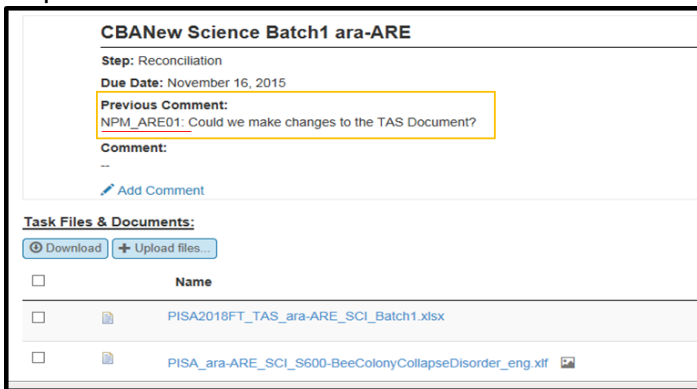 CBANew Science Batch1 ara-ARE
Step: Reconciliation
Due Date: November 16, 2015
Previous Comment:
NPM_ARE01: Could we make changes to the TAS Document?
Comment:
--
Add Comment
Task Files & Documents:
Download + Upload files...
Name
PISA2018FT_TAS_ara-ARE_SCI_Batch1.xlsx
PISA_ara-ARE_SCI_S600-BeeColonyCollapseDisorder_eng.xlf